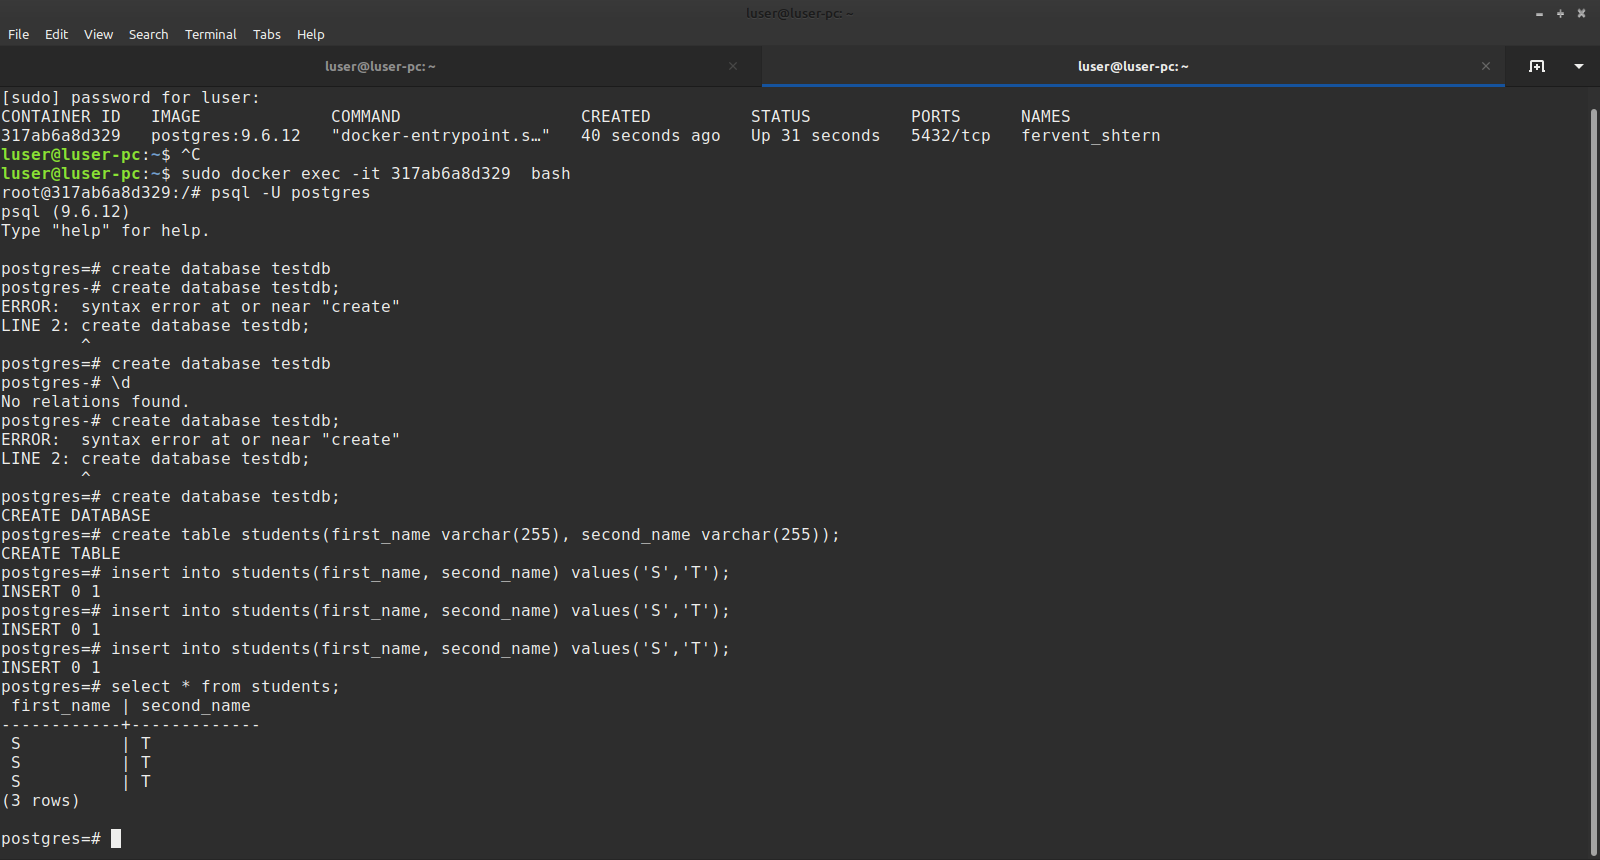 luser@luser-pc: ~
File Edit View Search Terminal Tabs Help
luser@luser-pc: ~ luser@luser-pc: ~
[sudo] password for luser:
CONTAINER ID   IMAGE             COMMAND                  CREATED          STATUS          PORTS      NAMES
317ab6a8d329   postgres:9.6.12   "docker-entrypoint.s…"   40 seconds ago   Up 31 seconds   5432/tcp   fervent_shtern
luser@luser-pc:~$ ^C
luser@luser-pc:~$ sudo docker exec -it 317ab6a8d329  bash
root@317ab6a8d329:/# psql -U postgres
psql (9.6.12)
Type "help" for help.

postgres=# create database testdb
postgres-# create database testdb;
ERROR:  syntax error at or near "create"
LINE 2: create database testdb;
        ^
postgres=# create database testdb
postgres-# \d
No relations found.
postgres-# create database testdb;
ERROR:  syntax error at or near "create"
LINE 2: create database testdb;
        ^
postgres=# create database testdb;
CREATE DATABASE
postgres=# create table students(first_name varchar(255), second_name varchar(255));
CREATE TABLE
postgres=# insert into students(first_name, second_name) values('S','T');
INSERT 0 1
postgres=# insert into students(first_name, second_name) values('S','T');
INSERT 0 1
postgres=# insert into students(first_name, second_name) values('S','T');
INSERT 0 1
postgres=# select * from students;
 first_name | second_name
------------+-------------
 S          | T
 S          | T
 S          | T
(3 rows)

postgres=#